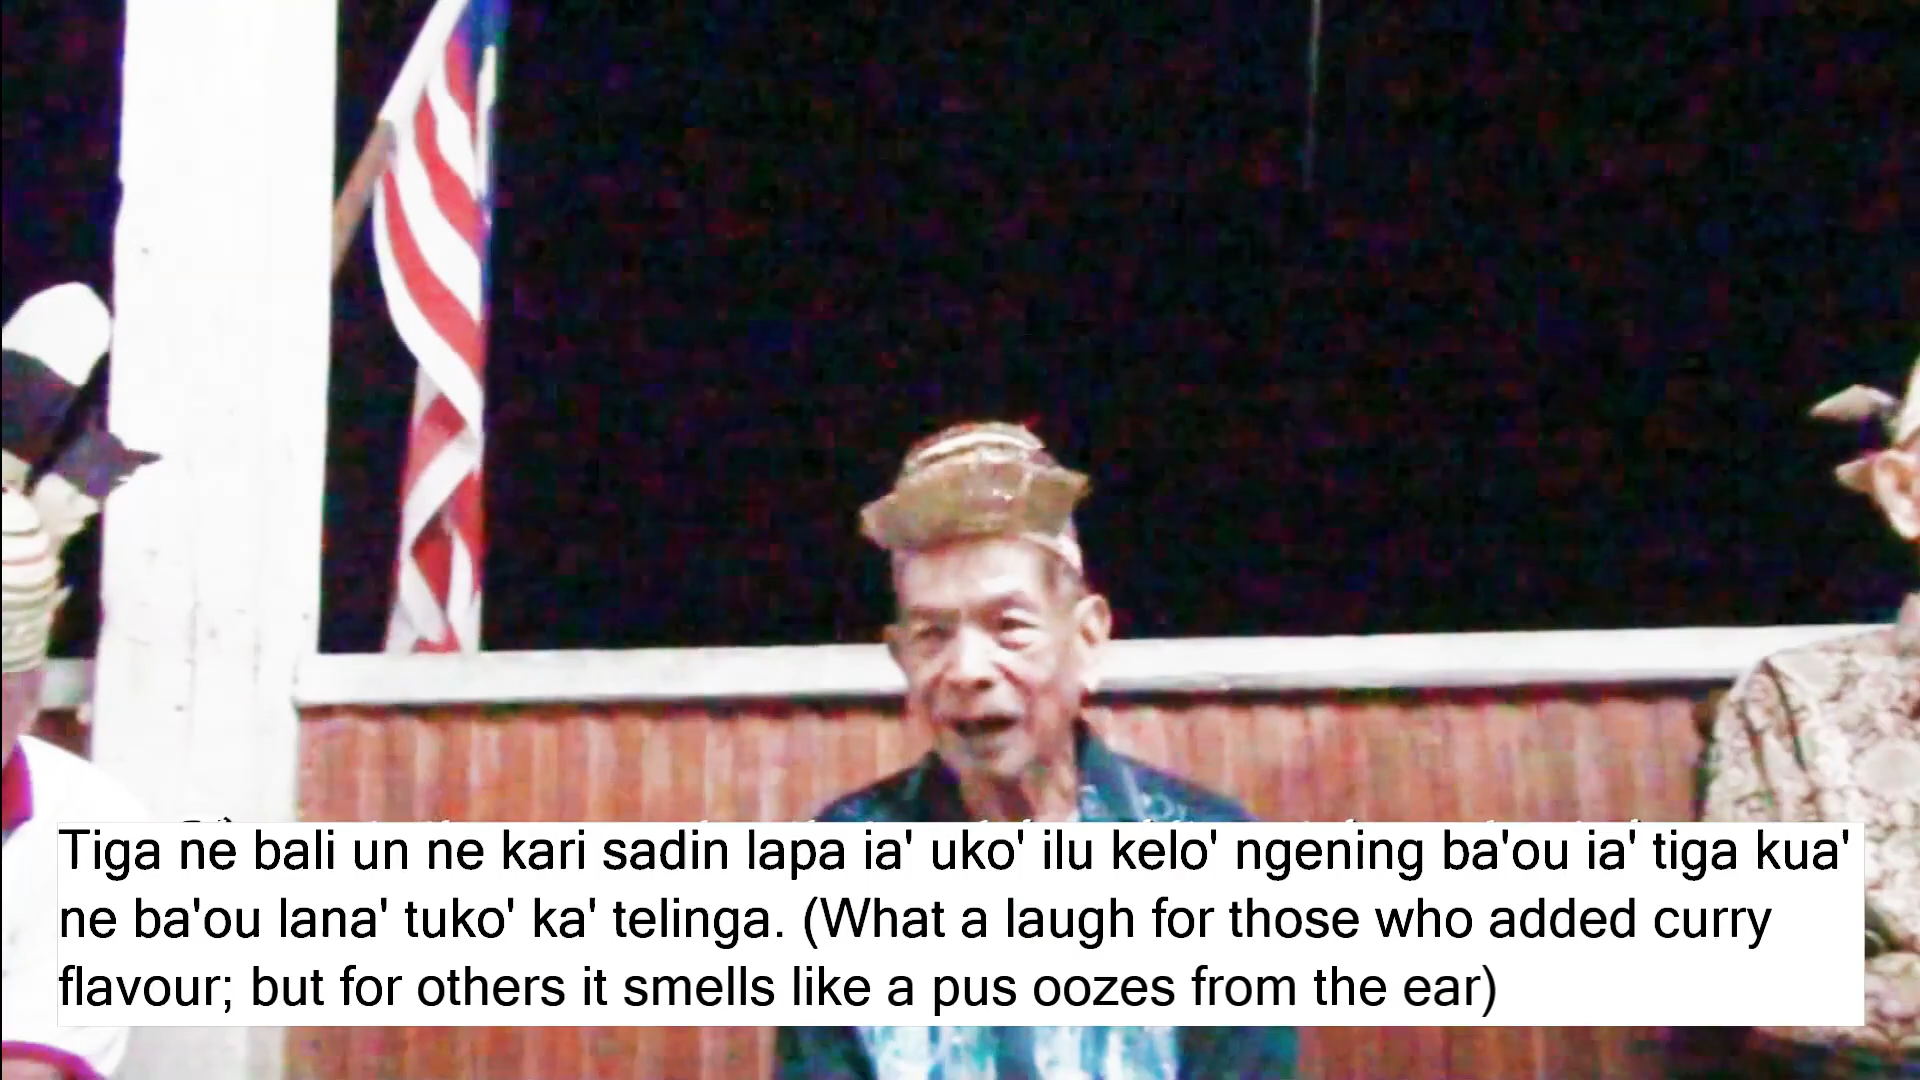 Tiga ne bali un ne kari sadin lapa ia' uko' ilu kelo' ngening ba'ou ia' tiga kua'
ne ba'ou lana' tuko' ka' telinga. (What a laugh for those who added curry
flavour; but for others it smells like a pus oozes from the ear)